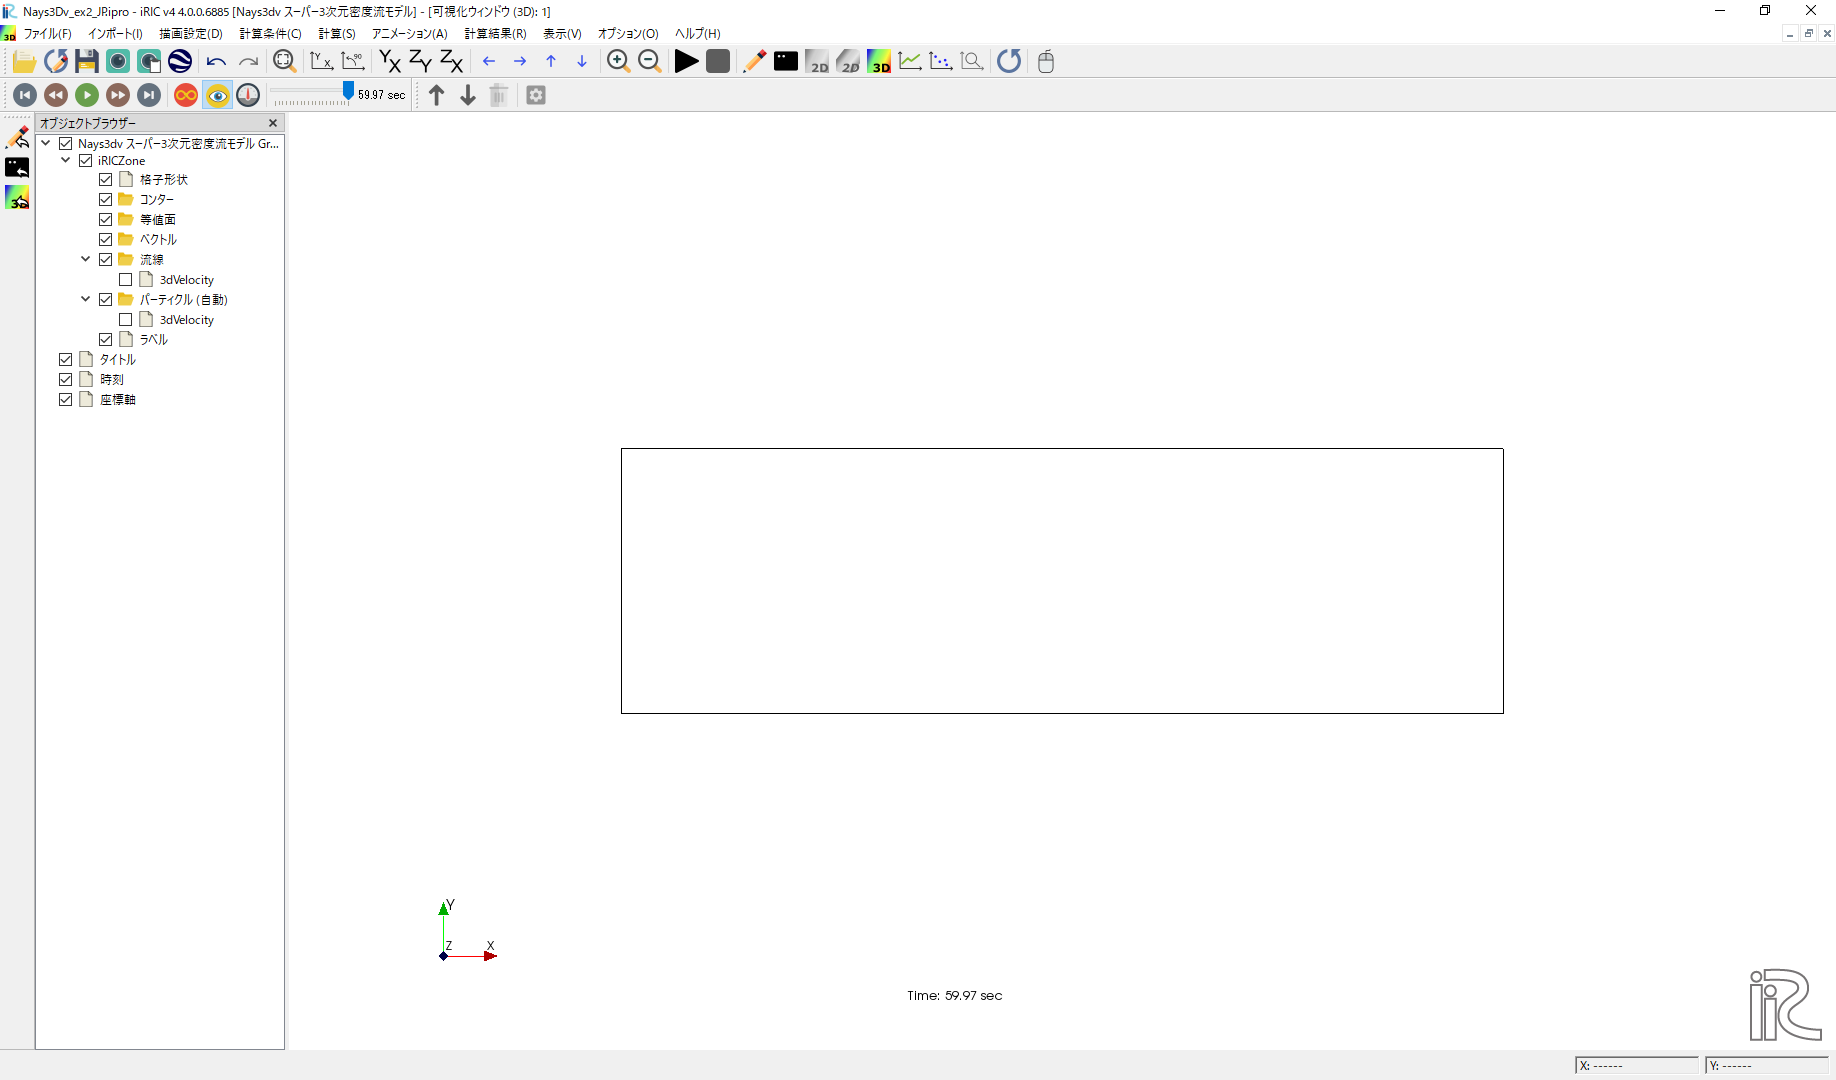 Nays3Dv_ex2_JP.ipro - iRIC v4 4.0.0.6885 [Nays3dv スーパー3次元密度流モデル] - [可視化ウィンドウ (3D): 1]
ファイル(F) インポート(I) 描画設定(D) 計算条件(C) 計算(S) アニメーション(A) 計算結果(R) 表示(V) オプション(O) ヘルプ(H)
59.97 sec
オブジェクトブラウザー
Nays3dv スーパー3次元密度流モデル Gr...
iRICZone
格子形状
コンター
等値面
ベクトル
流線
3dVelocity
パーティクル (自動)
3dVelocity
ラベル
タイトル
時刻
座標軸
Y
Z
X
Time: 59.97 sec
iRIC
X: ------
Y: ------